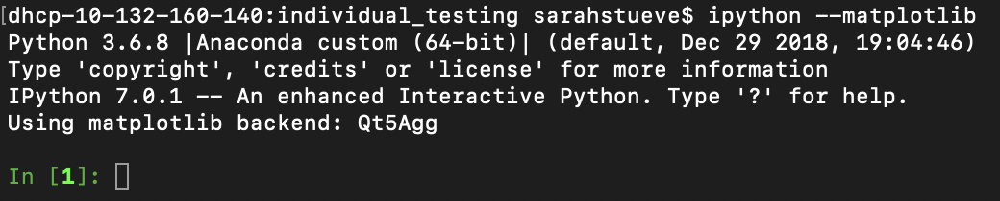 [dhcp-10-132-160-140:individual_testing sarahstueve$ ipython --matplotlib
Python 3.6.8 |Anaconda custom (64-bit)| (default, Dec 29 2018, 19:04:46)
Type 'copyright', 'credits' or 'license' for more information
IPython 7.0.1 -- An enhanced Interactive Python. Type '?' for help.
Using matplotlib backend: Qt5Agg
In [1]: